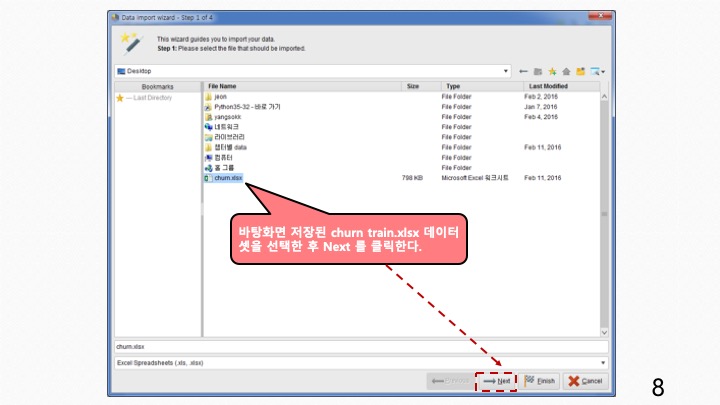 Data import wizard - Step 1 of 4
This wizard guides you to import your data.
Step 1: Please select the file that should be imported.
Desktop
Bookmarks
File Name Size Type Last Modified
--- Last Directory
jeon File Folder Feb 2, 2016
Python35-32 - 바로 가기 File Folder Jan 7, 2016
yangsokk File Folder Feb 4, 2016
네트워크 File Folder
라이브러리 File Folder
챕터별 data File Folder Feb 11, 2016
컴퓨터 File Folder
홈 그룹 File Folder
churn.xlsx 798 KB Microsoft Excel 워크시트 Feb 11, 2016
바탕화면 저장된 churn train.xlsx 데이터
셋을 선택한 후 Next 를 클릭한다.
churn.xlsx
Excel Spreadsheets (.xls, .xlsx)
Next Finish Cancel
8